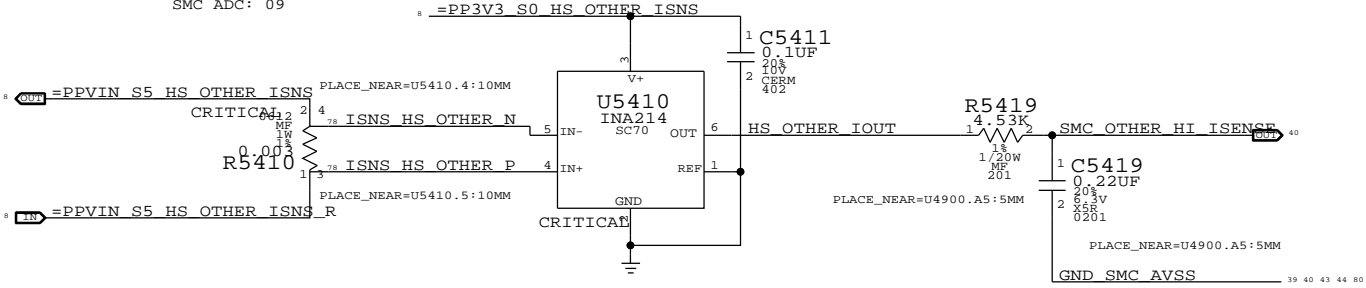 SMC ADC: 09
8 =PP3V3_S0_HS_OTHER_ISNS
1 C5411
0.1UF
20%
10V
2 CERM
402
3
V+
8 OUT =PPVIN_S5_HS_OTHER_ISNS
PLACE_NEAR=U5410.4:10MM
CRITICAL
2 4
0612
MF
1W
1%
0.003
R5410
1 3
78 ISNS_HS_OTHER_N
5 IN-
U5410
INA214
SC70
OUT 6
HS_OTHER_IOUT
R5419
4.53K
1 2
1%
1/20W
MF
201
SMC_OTHER_HI_ISENSE OUT 40
78 ISNS_HS_OTHER_P
4 IN+
REF 1
1 C5419
0.22UF
20%
6.3V
2 X5R
0201
PLACE_NEAR=U5410.5:10MM
GND
2
CRITICAL
PLACE_NEAR=U4900.A5:5MM
8 IN =PPVIN_S5_HS_OTHER_ISNS_R
PLACE_NEAR=U4900.A5:5MM
GND_SMC_AVSS 39 40 43 44 80